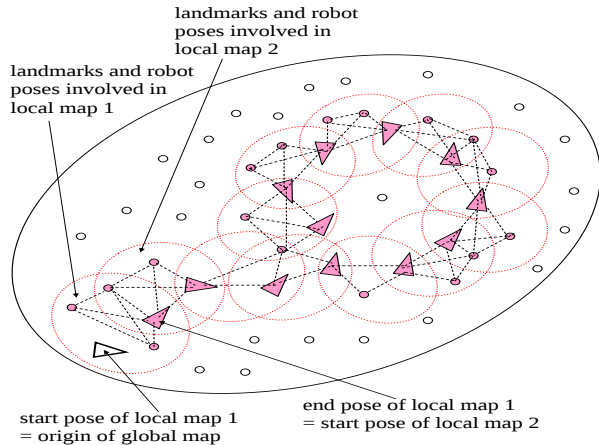 landmarks and robot
poses involved in
local map 2
landmarks and robot
poses involved in
local map 1
start pose of local map 1
= origin of global map
end pose of local map 1
= start pose of local map 2